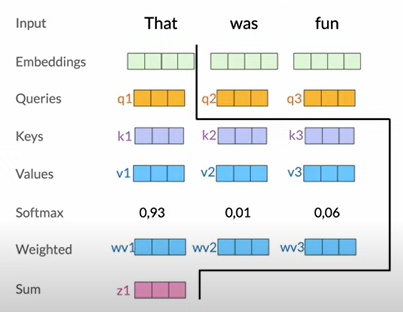 Input That was fun
Embeddings
Queries q1 q2 q3
Keys k1 k2 k3
Values v1 v2 v3
Softmax 0,93 0,01 0,06
Weighted wv1 wv2 wv3
Sum z1